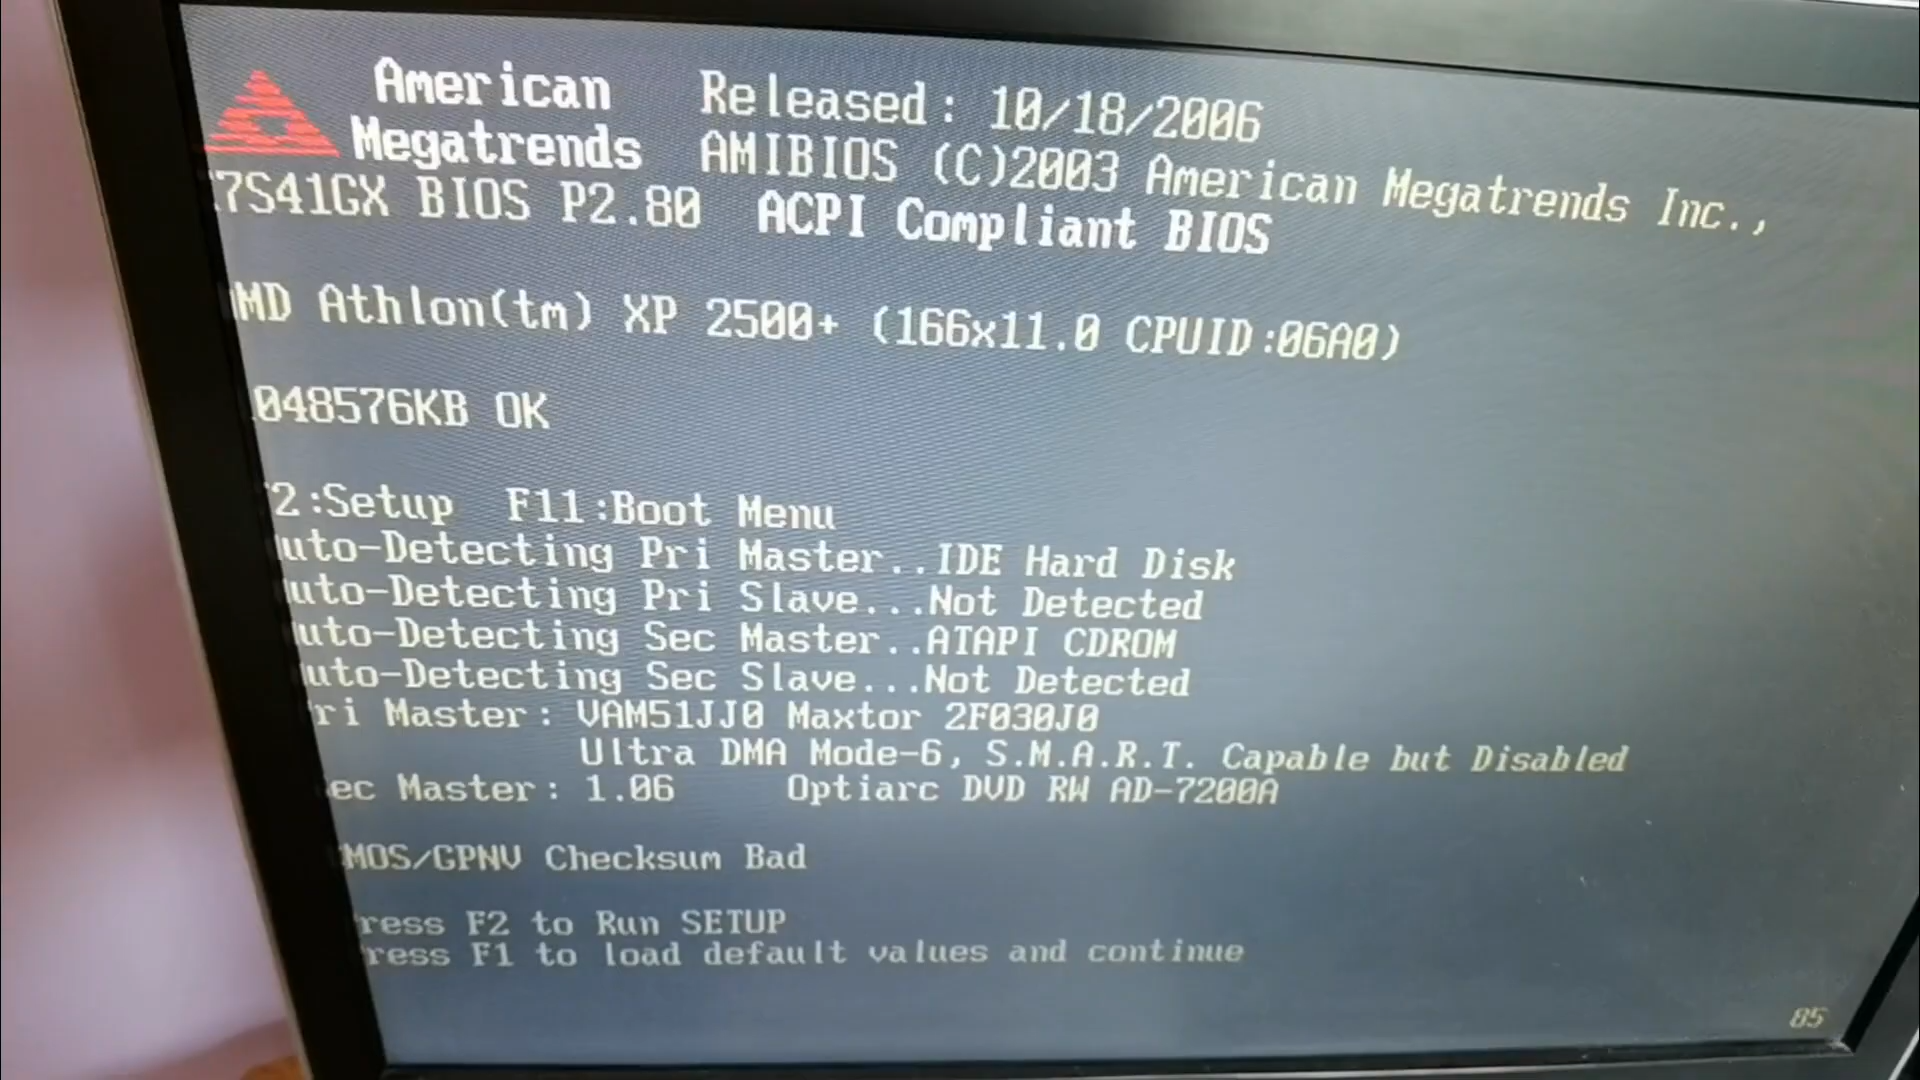 American
Megatrends
Released: 10/18/2006
AMIBIOS (C)2003 American Megatrends Inc.,
7S41GX BIOS P2.80 ACPI Compliant BIOS
MD Athlon(tm) XP 2500+ (166x11.0 CPUID:06A0)
048576KB OK
2:Setup F11:Boot Menu
uto-Detecting Pri Master..IDE Hard Disk
uto-Detecting Pri Slave...Not Detected
uto-Detecting Sec Master..ATAPI CDROM
uto-Detecting Sec Slave...Not Detected
ri Master: VAM51JJ0 Maxtor 2F030J0
Ultra DMA Mode-6, S.M.A.R.T. Capable but Disabled
ec Master: 1.06 Optiarc DVD RW AD-7200A
MOS/GPNV Checksum Bad
ress F2 to Run SETUP
ress F1 to load default values and continue
85